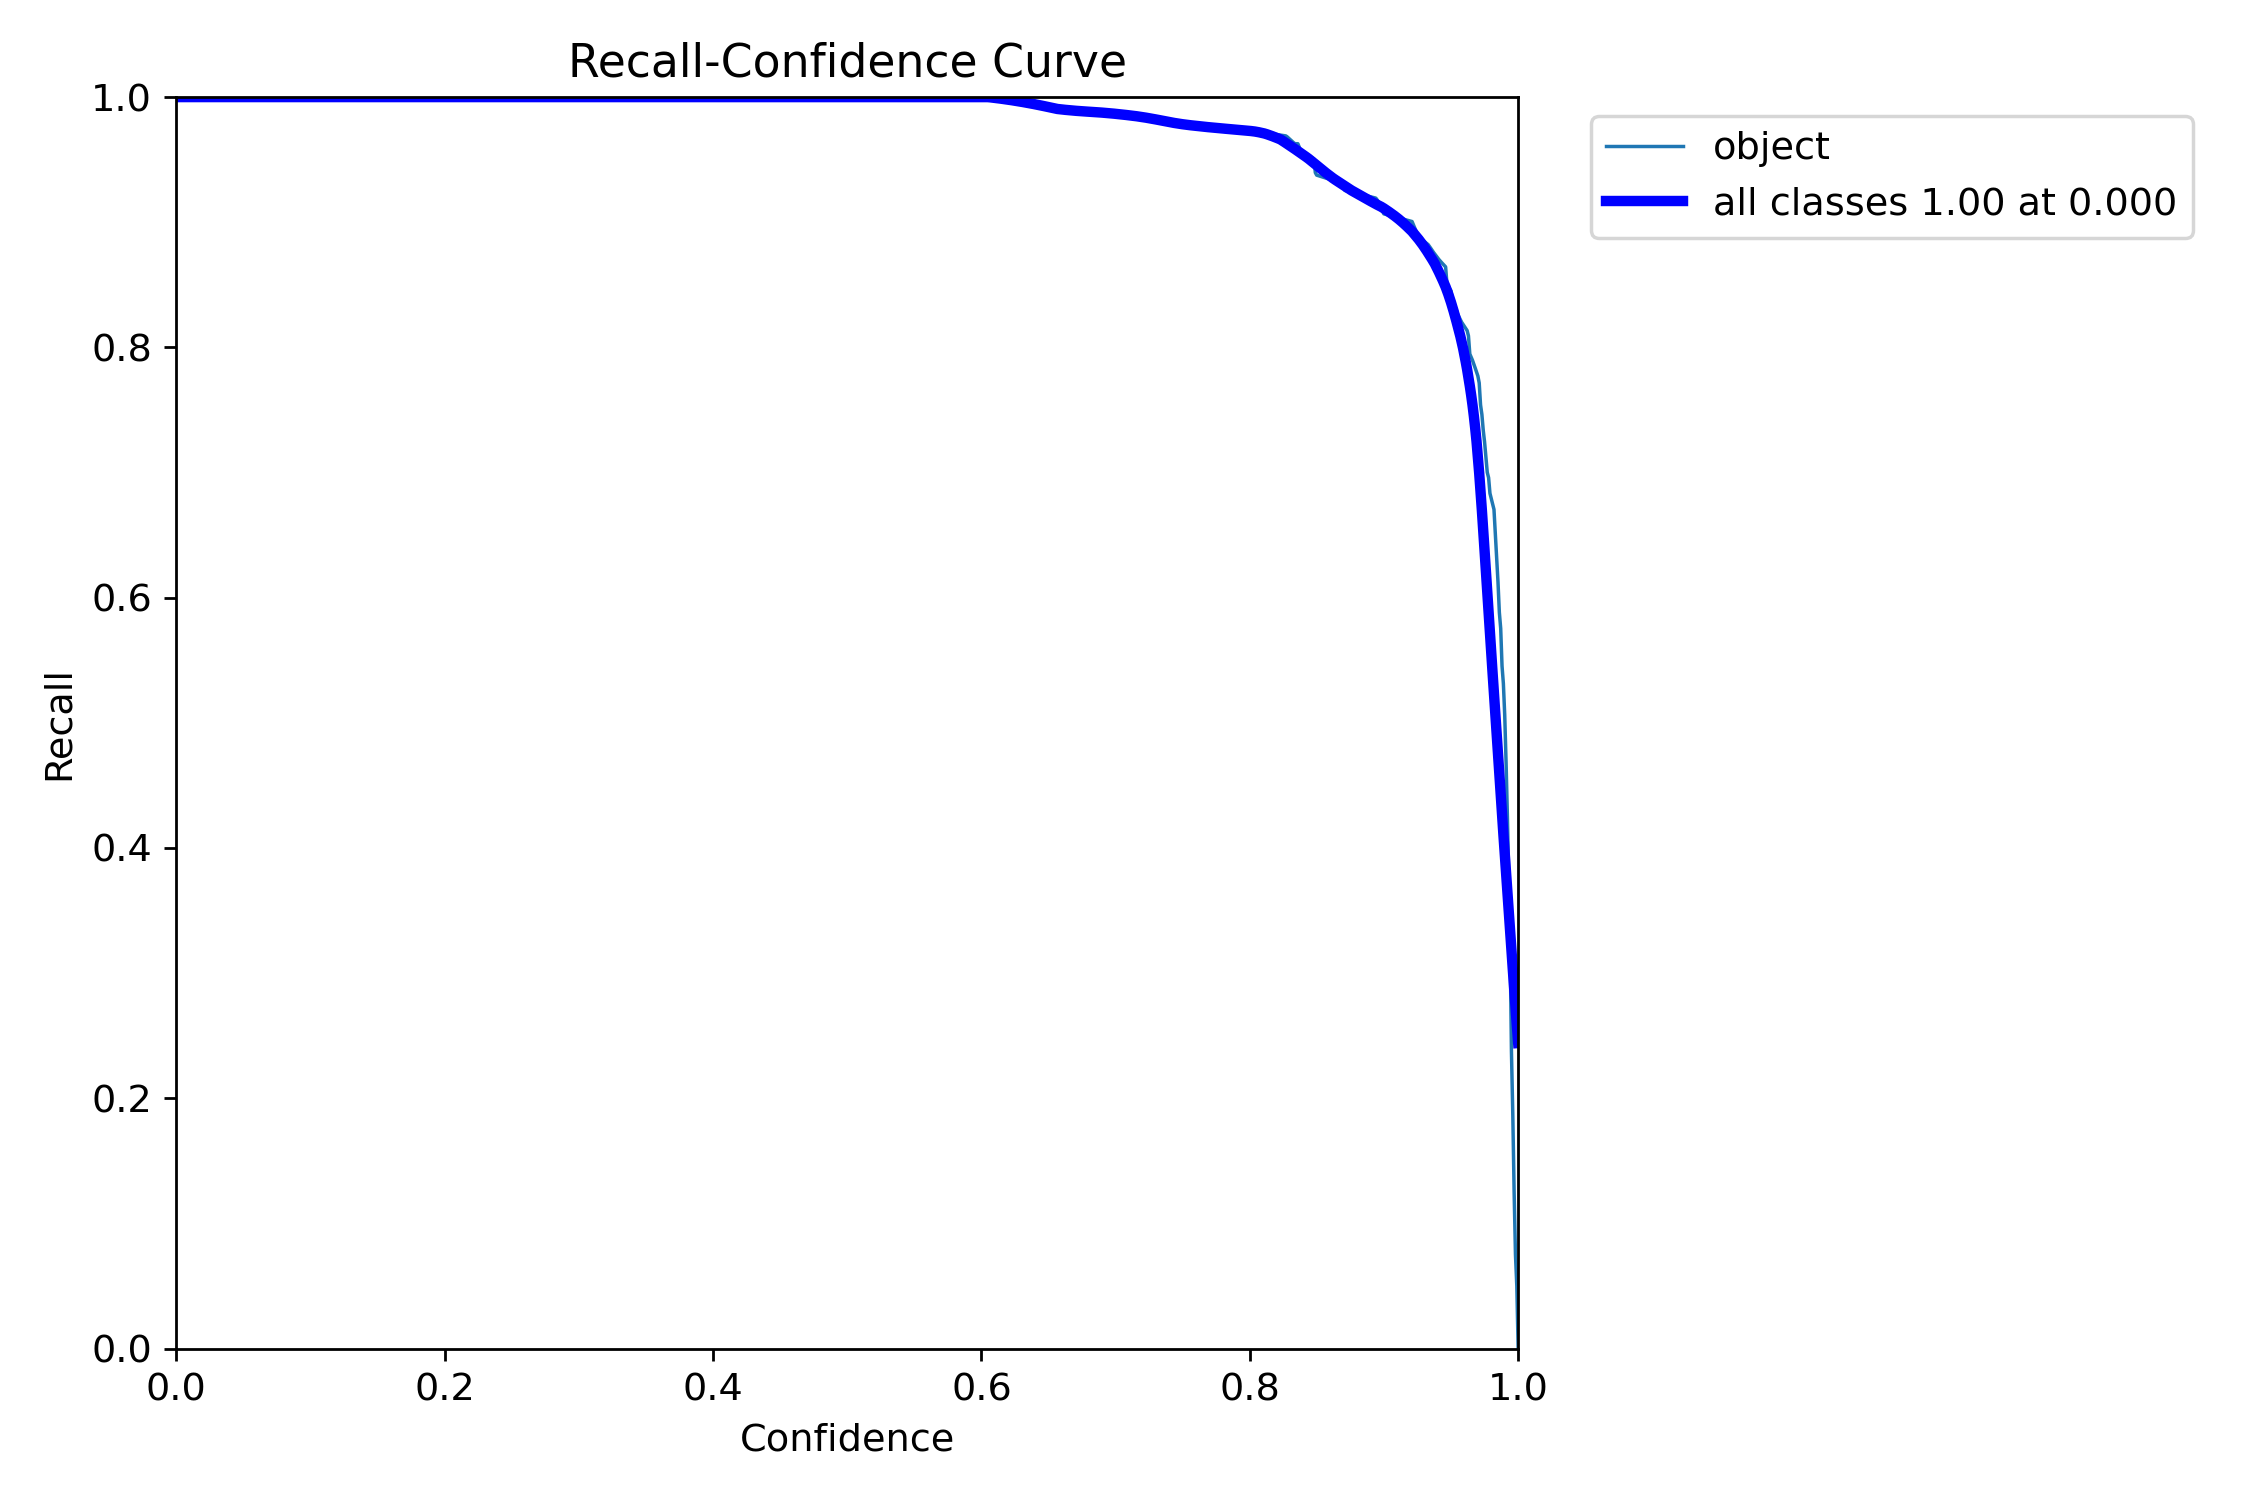 Recall-Confidence Curve
object
all classes 1.00 at 0.000
1.0
0.8
0.6
0.4
0.2
0.0
Recall
0.0 0.2 0.4 0.6 0.8 1.0
Confidence